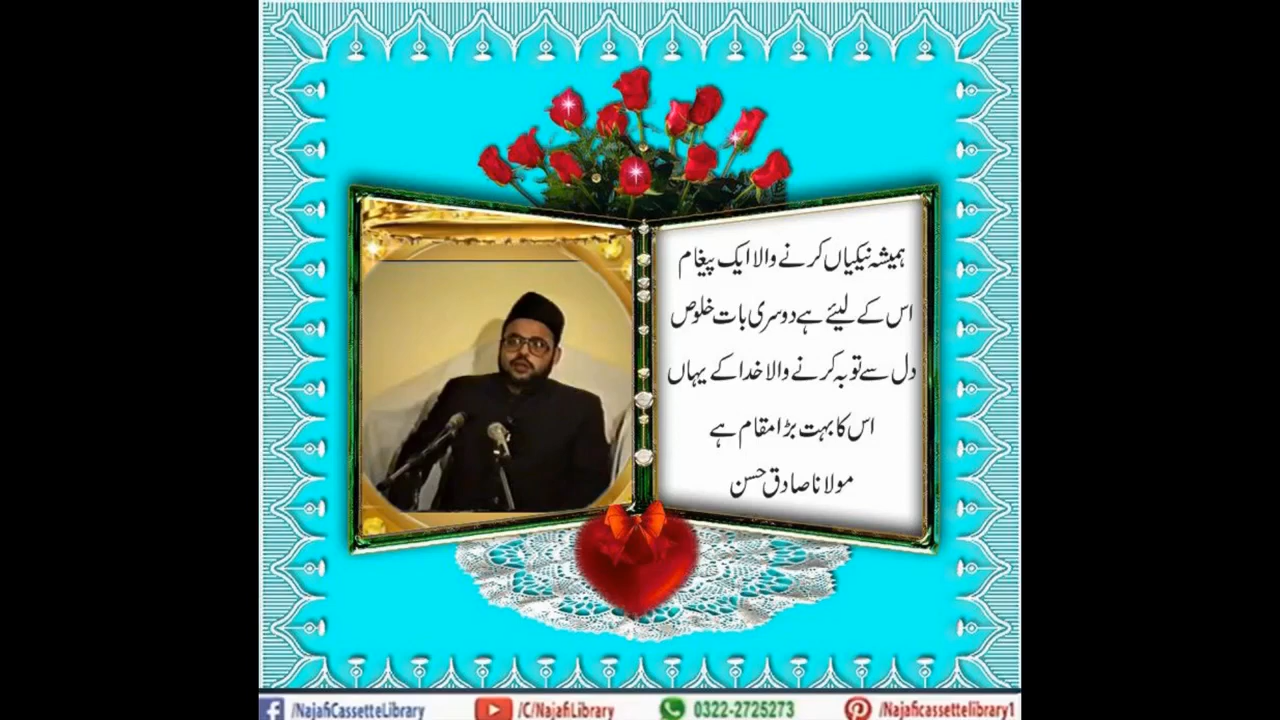 ہمیشہ نیکیاں کرنے والا ایک پیغام
اس کے لیئے ہے دوسری بات خلوص
دل سے توبہ کرنے والا خدا کے یہاں
اس کا بہت بڑا مقام ہے
مولانا صادق حسن
/NajafiCassetteLibrary /C/NajafiLibrary 0322-2725273 /Najaficassetelibrary1